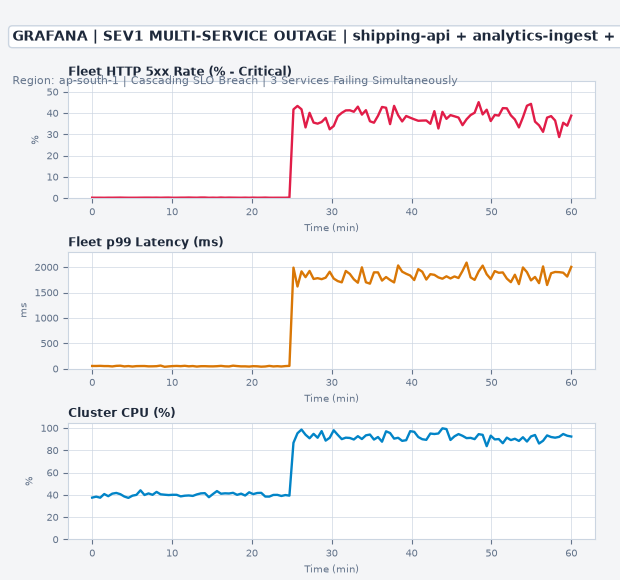 GRAFANA | SEV1 MULTI-SERVICE OUTAGE | shipping-api + analytics-ingest +
Region: ap-south-1 | Cascading SLO Breach | 3 Services Failing Simultaneously
Fleet HTTP 5xx Rate (% - Critical)
50
40
30
20
10
0
%
0 10 20 30 40 50 60
Time (min)
Fleet p99 Latency (ms)
2000
1500
1000
500
0
ms
0 10 20 30 40 50 60
Time (min)
Cluster CPU (%)
100
80
60
40
20
0
%
0 10 20 30 40 50 60
Time (min)